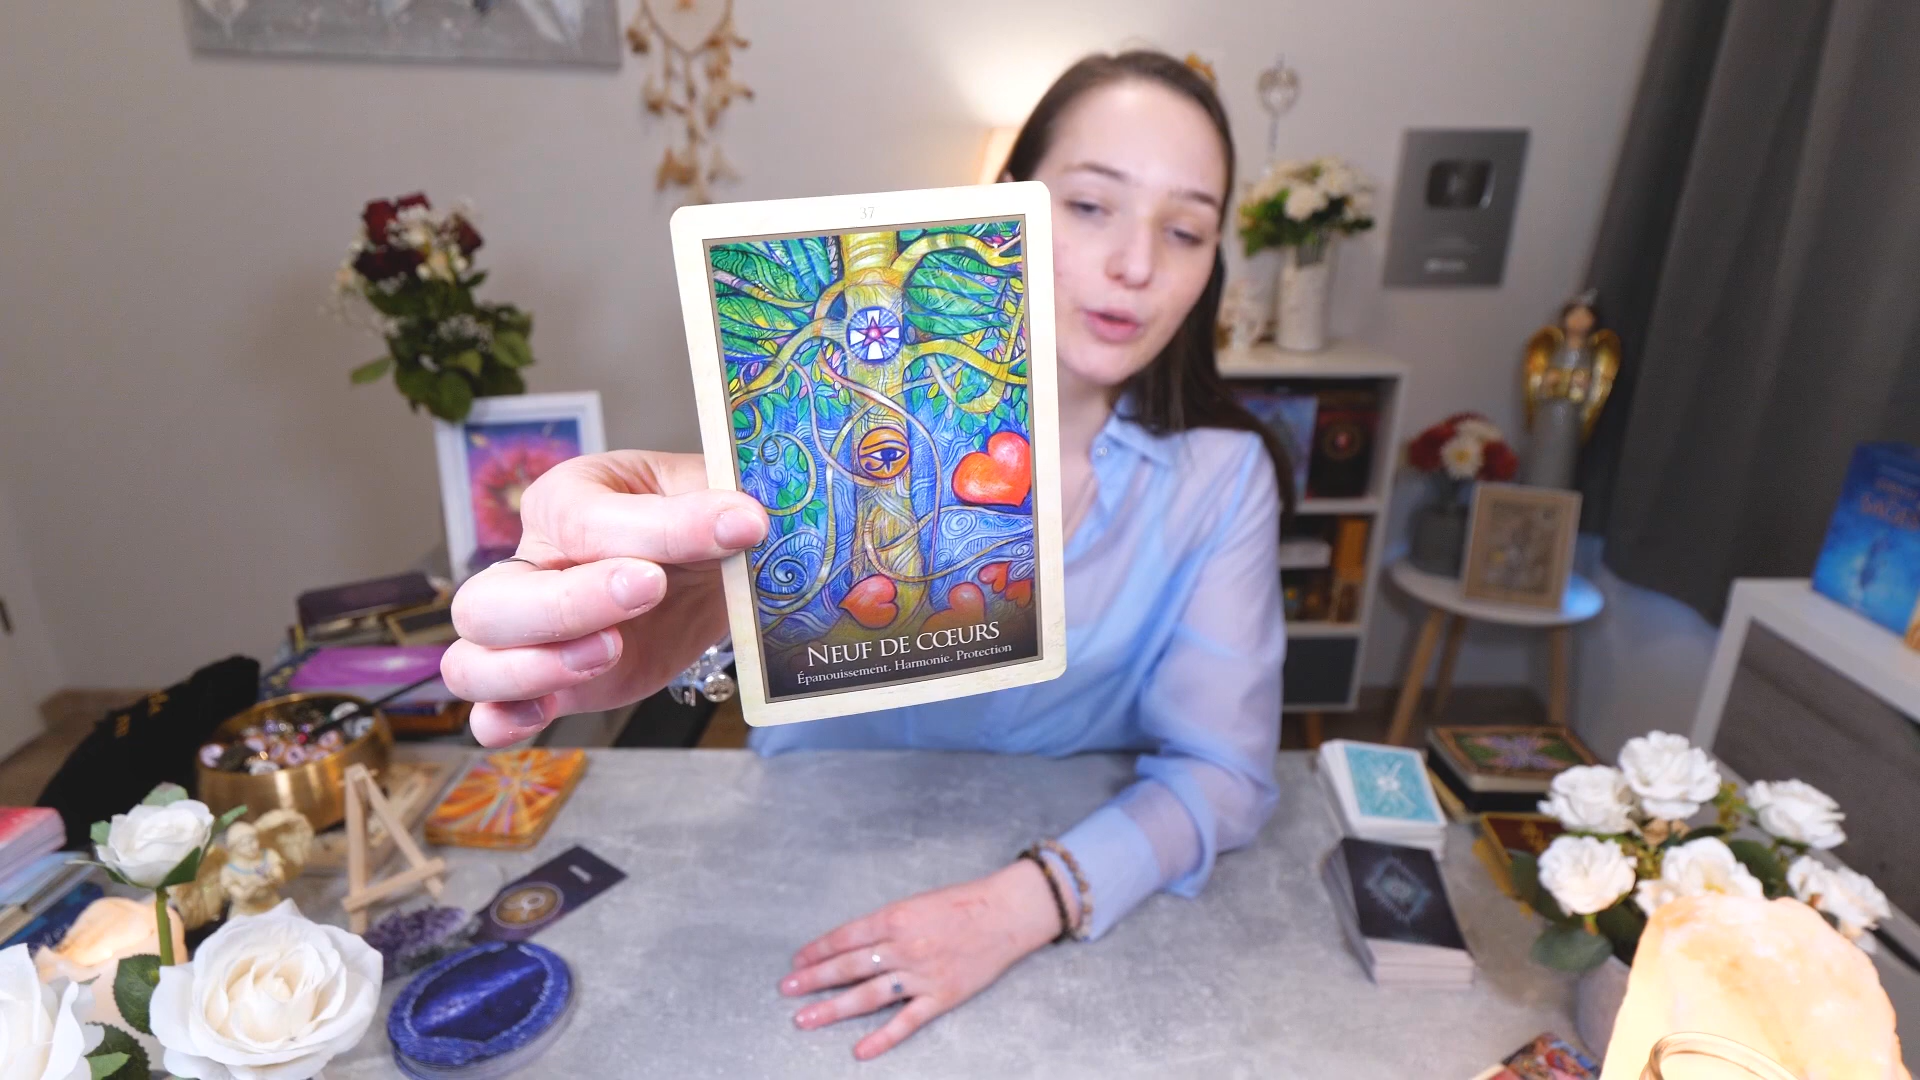 37
NEUF DE CŒURS
Épanouissement. Harmonie. Protection